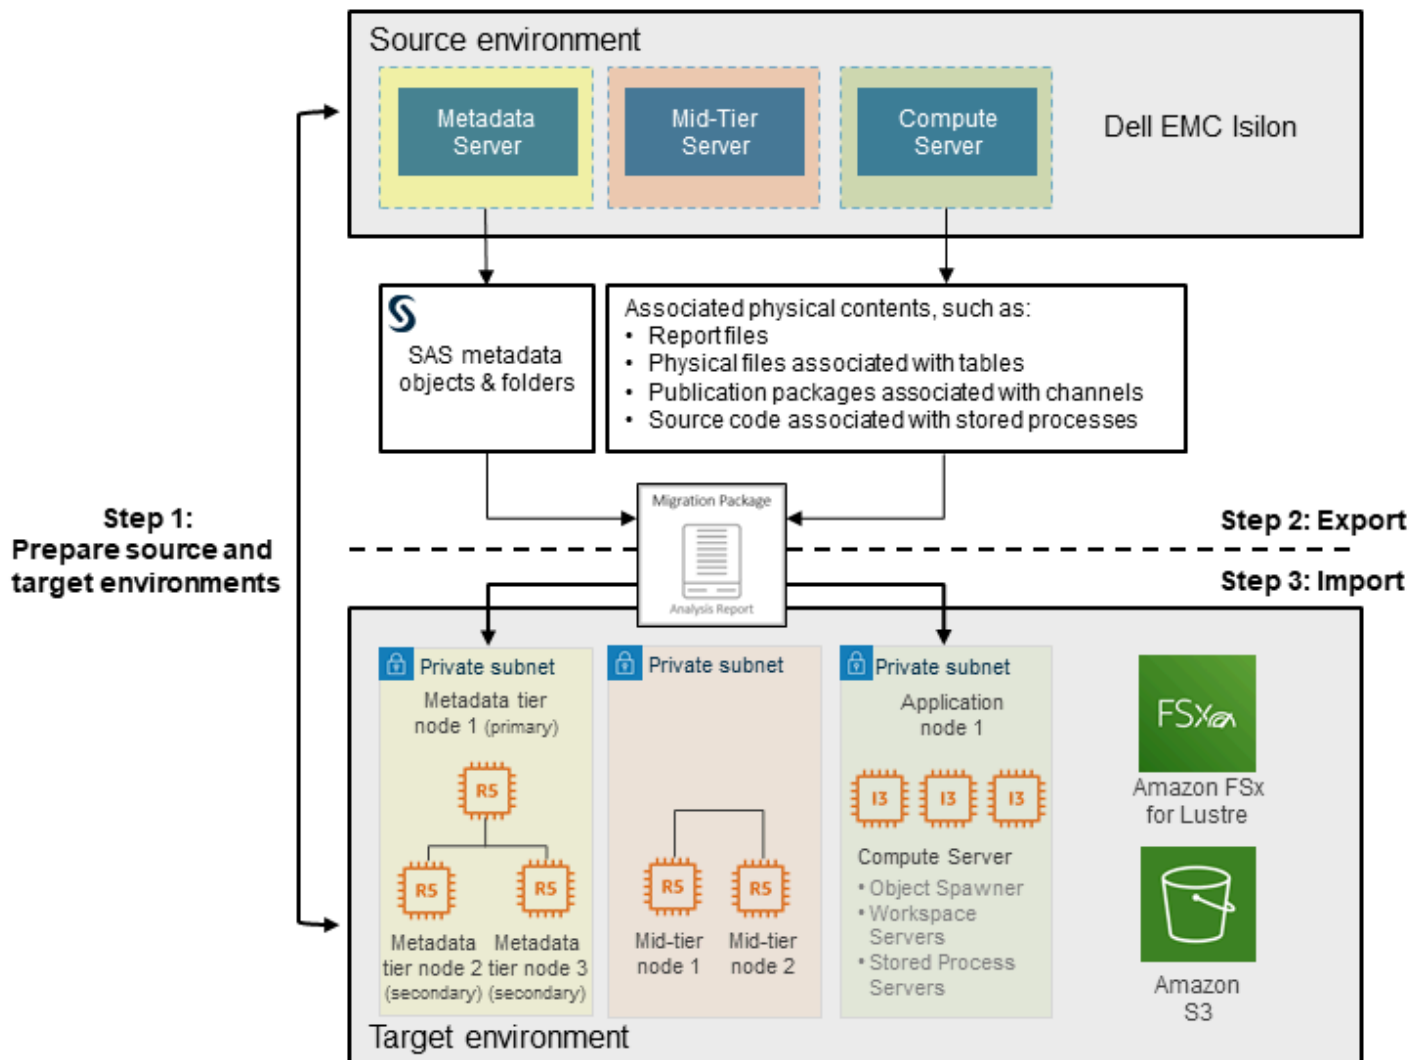 Source environment
Metadata
Server
Mid-Tier
Server
Compute
Server
Dell EMC Isilon
SAS metadata
objects & folders
Associated physical contents, such as:
• Report files
• Physical files associated with tables
• Publication packages associated with channels
• Source code associated with stored processes
Migration Package
Analysis Report
Step 1:
Prepare source and
target environments
Step 2: Export
Step 3: Import
Private subnet
Metadata tier
node 1 (primary)
R5
R5
R5
Metadata
tier node 2
(secondary)
Metadata
tier node 3
(secondary)
Private subnet
R5
R5
Mid-tier
node 1
Mid-tier
node 2
Private subnet
Application
node 1
I3
I3
I3
Compute Server
• Object Spawner
• Workspace
Servers
• Stored Process
Servers
FSx
Amazon FSx
for Lustre
Amazon
S3
Target environment